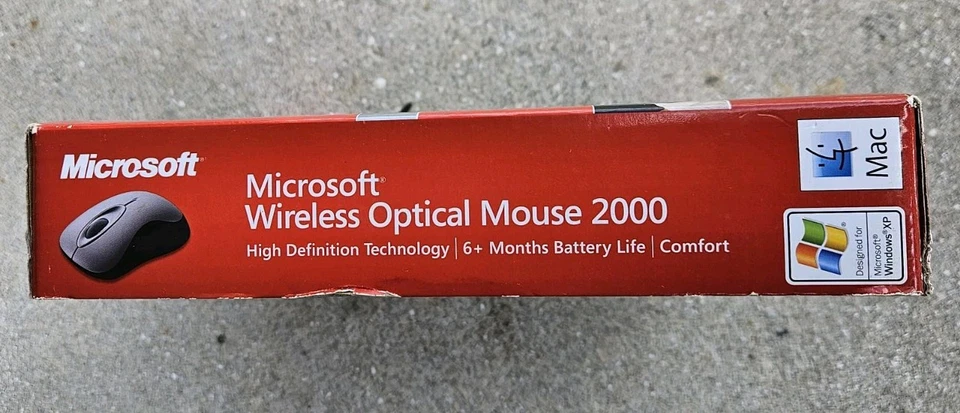 Microsoft
Microsoft®
Wireless Optical Mouse 2000
High Definition Technology | 6+ Months Battery Life | Comfort
Mac
Designed for
Microsoft®
Windows®XP